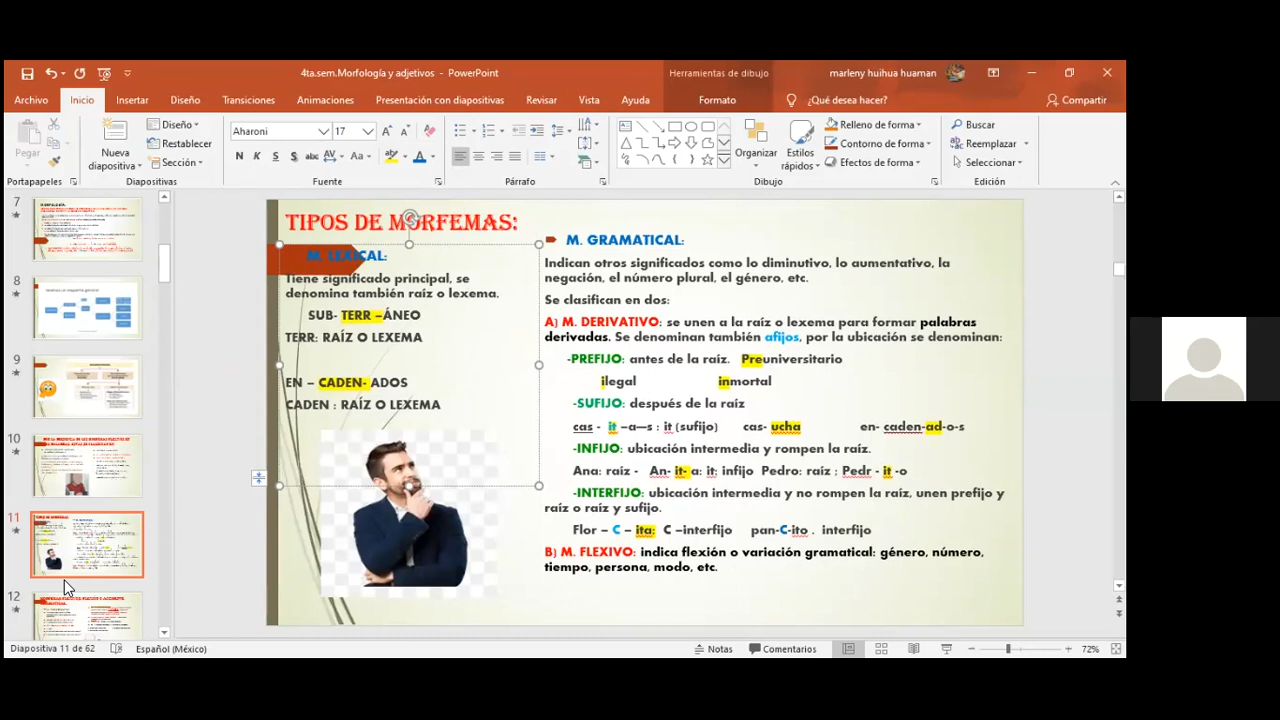 4ta.sem.Morfología y adjetivos - PowerPoint
Herramientas de dibujo
marleny huihua huaman
Archivo
Inicio
Insertar
Diseño
Transiciones
Animaciones
Presentación con diapositivas
Revisar
Vista
Ayuda
Formato
¿Qué desea hacer?
Compartir
Pegar
Nueva diapositiva
Diseño
Restablecer
Sección
Aharoni
17
N K S S abc AV Aa A
Organizar
Estilos rápidos
Relleno de forma
Contorno de forma
Efectos de forma
Buscar
Reemplazar
Seleccionar
Portapapeles
Diapositivas
Fuente
Párrafo
Dibujo
Edición
7
8
9
10
11
12
TIPOS DE MORFEMAS:
M. LEXICAL:
Tiene significado principal, se
denomina también raíz o lexema.
SUB- TERR –ÁNEO
TERR: RAÍZ O LEXEMA
EN – CADEN- ADOS
CADEN : RAÍZ O LEXEMA
M. GRAMATICAL:
Indican otros significados como lo diminutivo, lo aumentativa, la
negación, el número plural, el género, etc.
Se clasifican en dos:
A) M. DERIVATIVO: se unen a la raíz o lexema para formar palabras
derivadas. Se denominan también afijos, por la ubicación se denominan:
-PREFIJO: antes de la raíz. Preuniversitario
ilegal inmortal
-SUFIJO: después de la raíz
cas - it –a–s : it (sufijo) cas- ucha en- caden-ad-o-s
-INFIJO: ubicación intermedia y rompen la raíz.
Ana: raíz - An- it- a: it: infijo Pedro: raíz : Pedr - it -o
-INTERFIJO: ubicación intermedia y no rompen la raíz, unen prefijo y
raíz o raíz y sufijo.
Flor – C – ita: C –interfijo pan-C-ito . interfijo
B) M. FLEXIVO: indica flexión o variación gramatical: género, número,
tiempo, persona, modo, etc.
Diapositiva 11 de 62
Español (México)
Notas
Comentarios
72%